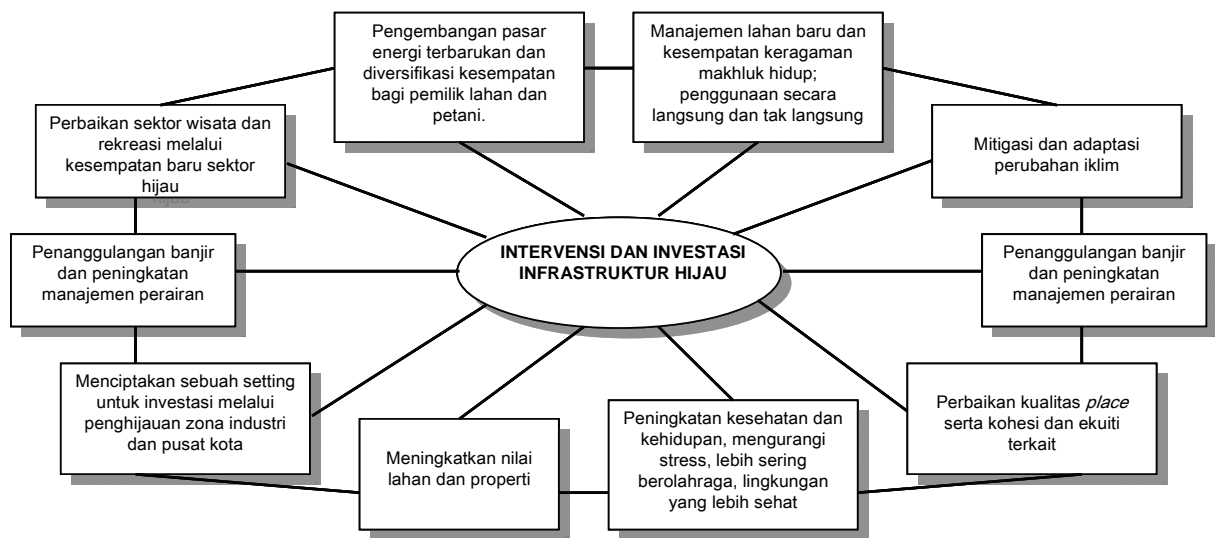 Pengembangan pasar
energi terbarukan dan
diversifikasi kesempatan
bagi pemilik lahan dan
petani.
Manajemen lahan baru dan
kesempatan keragaman
makhluk hidup;
penggunaan secara
langsung dan tak langsung
Perbaikan sektor wisata dan
rekreasi melalui
kesempatan baru sektor
hijau
Mitigasi dan adaptasi
perubahan iklim
Penanggulangan banjir
dan peningkatan
manajemen perairan
INTERVENSI DAN INVESTASI
INFRASTRUKTUR HIJAU
Penanggulangan banjir
dan peningkatan
manajemen perairan
Menciptakan sebuah setting
untuk investasi melalui
penghijauan zona industri
dan pusat kota
Meningkatkan nilai
lahan dan properti
Peningkatan kesehatan dan
kehidupan, mengurangi
stress, lebih sering
berolahraga, lingkungan
yang lebih sehat
Perbaikan kualitas place
serta kohesi dan ekuiti
terkait